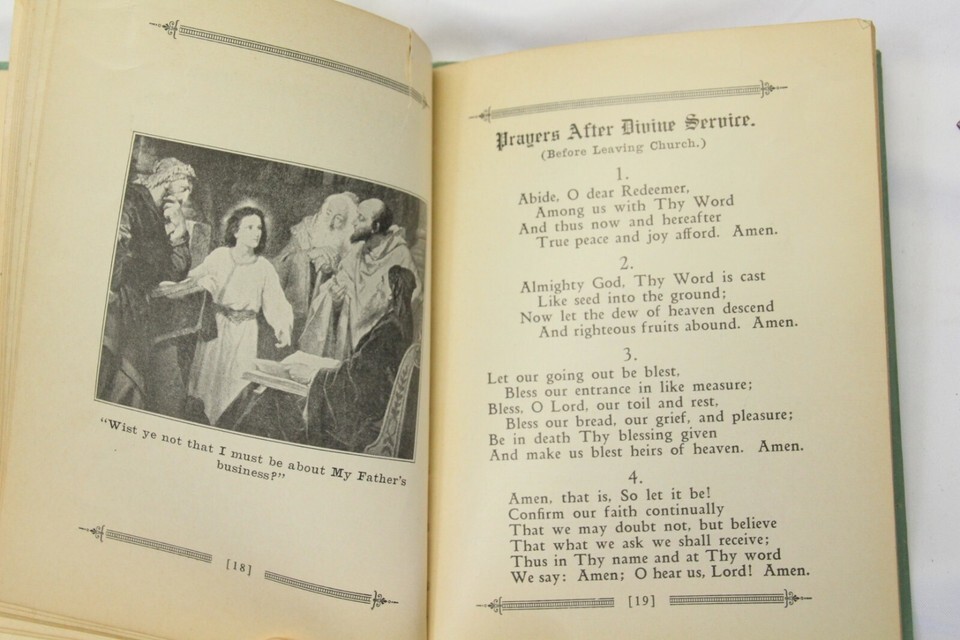 "Wist ye not that I must be about My Father's
business?"
[18]
Prayers After Divine Service.
(Before Leaving Church.)
1.
Abide, O dear Redeemer,
Among us with Thy Word
And thus now and hereafter
True peace and joy afford. Amen.
2.
Almighty God, Thy Word is cast
Like seed into the ground;
Now let the dew of heaven descend
And righteous fruits abound. Amen.
3.
Let our going out be blest,
Bless our entrance in like measure;
Bless, O Lord, our toil and rest,
Bless our bread, our grief, and pleasure;
Be in death Thy blessing given
And make us blest heirs of heaven. Amen.
4.
Amen, that is, So let it be!
Confirm our faith continually
That we may doubt not, but believe
That what we ask we shall receive;
Thus in Thy name and at Thy word
We say: Amen; O hear us, Lord! Amen.
[19]